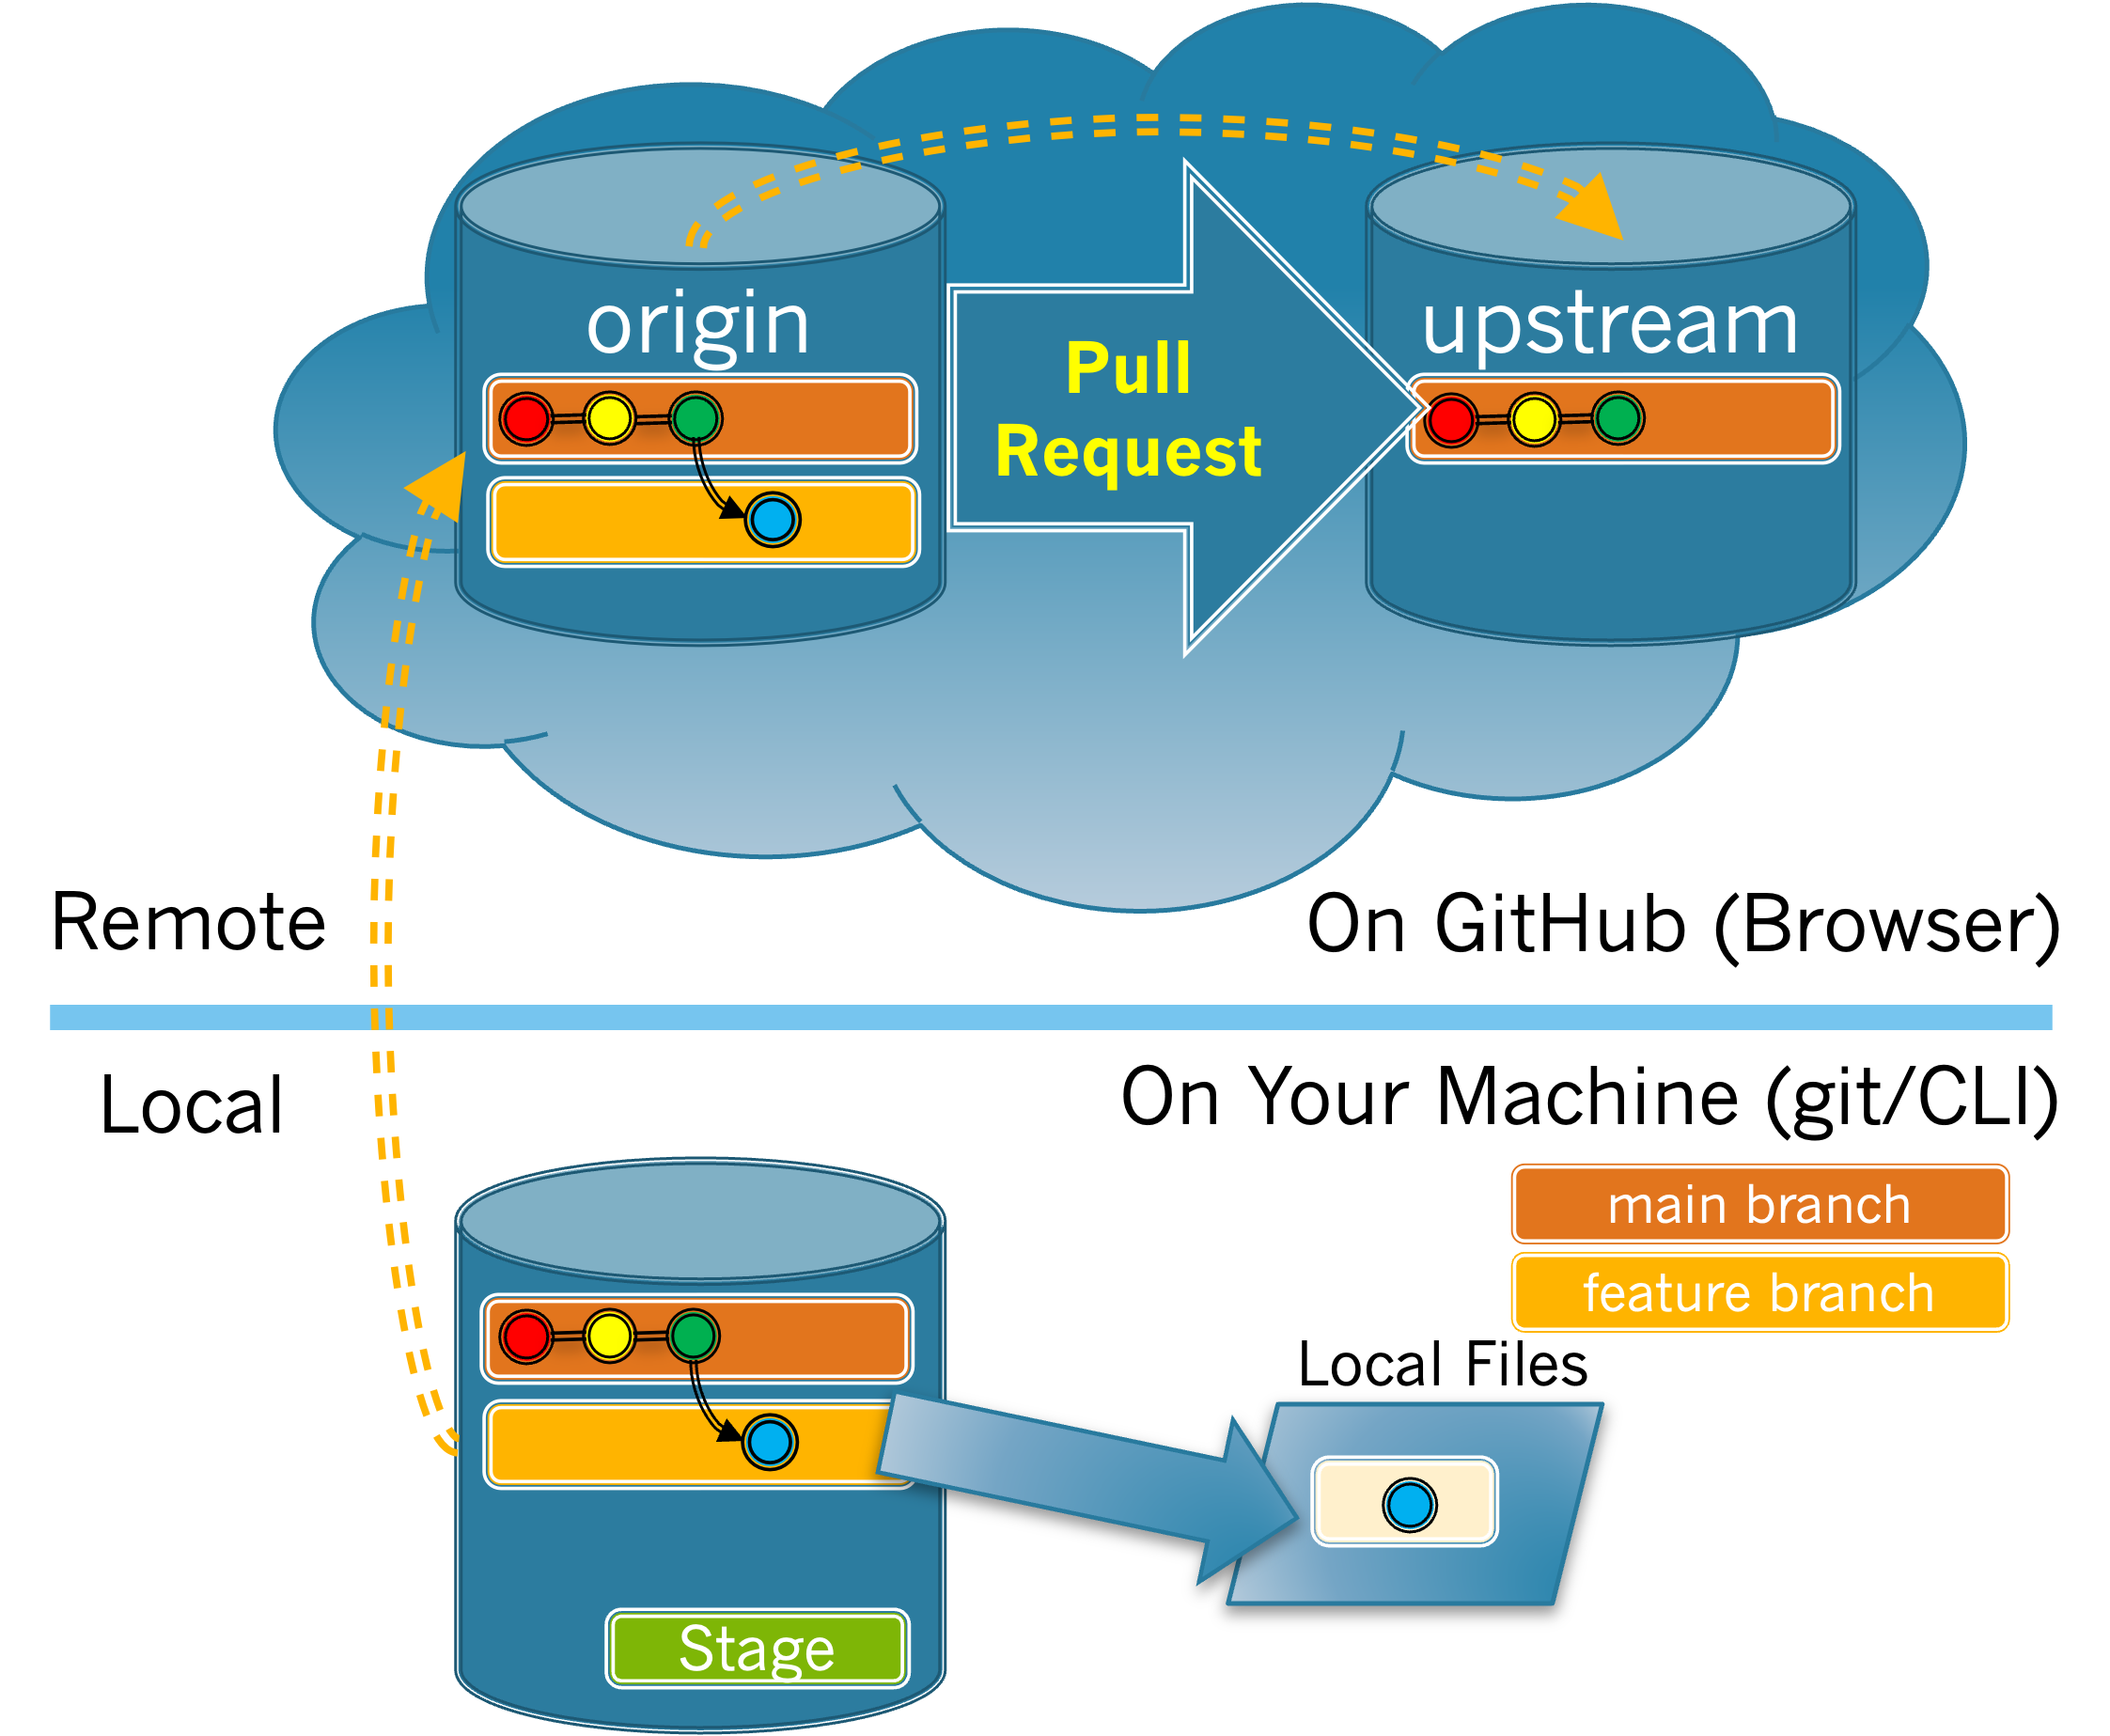 origin
upstream
Pull
Request
Remote
On GitHub (Browser)
Local
On Your Machine (git/CLI)
main branch
feature branch
Local Files
Stage